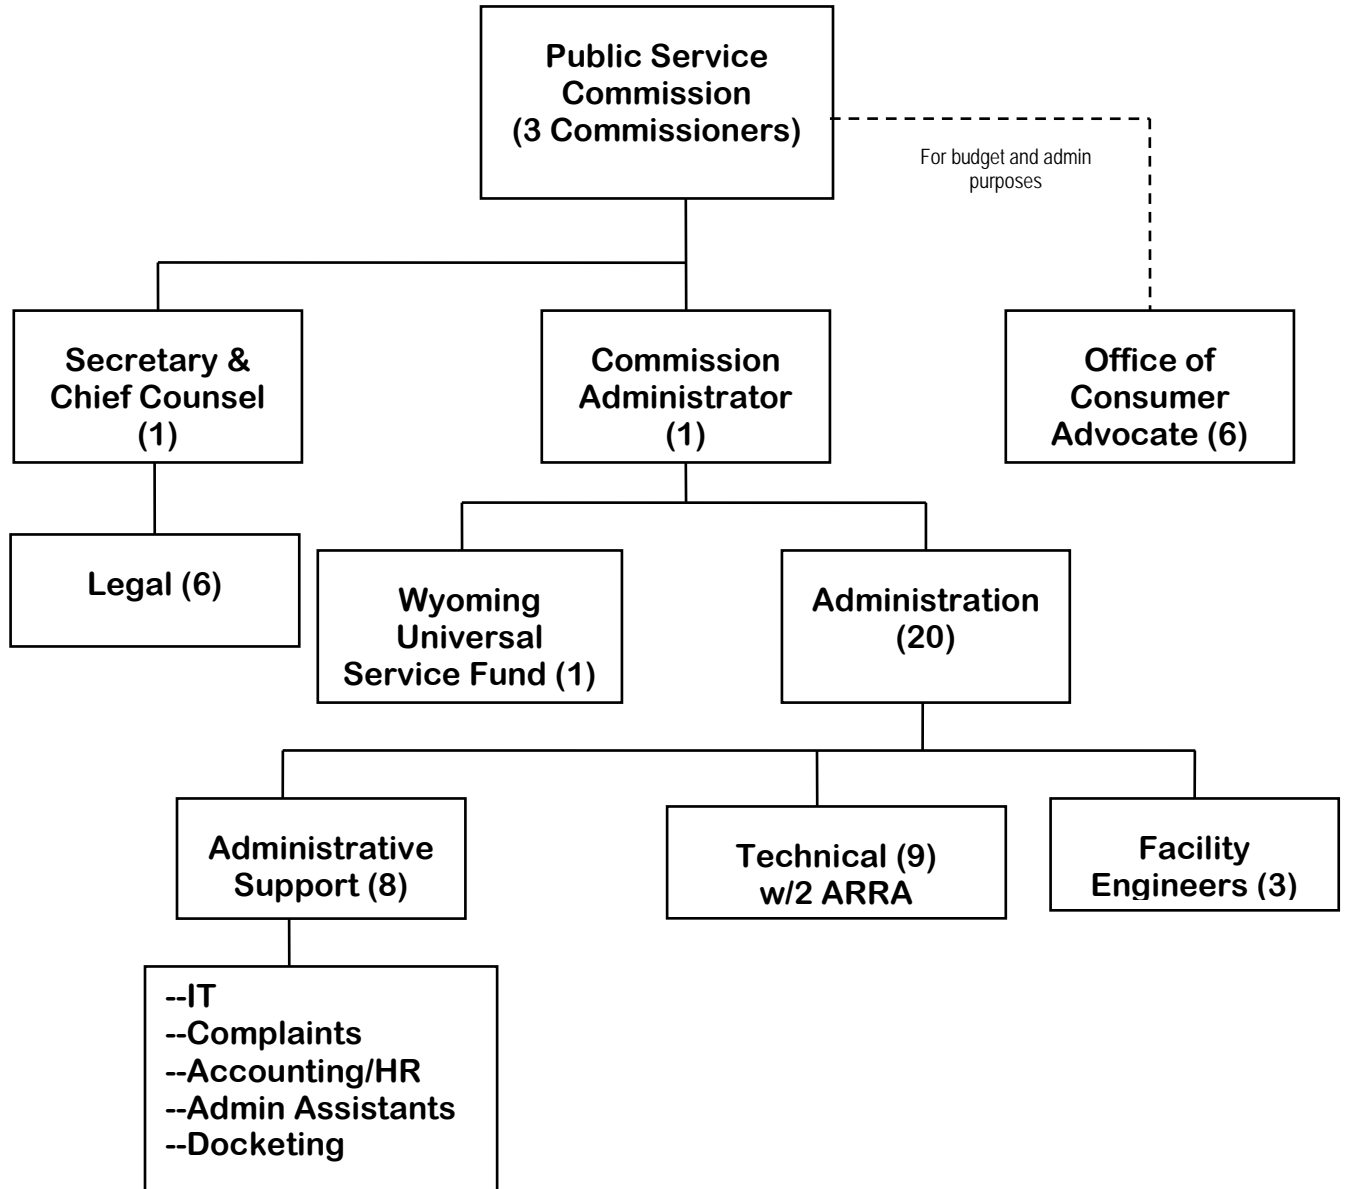 Public Service
Commission
(3 Commissioners)
For budget and admin
purposes
Secretary &
Chief Counsel
(1)
Commission
Administrator
(1)
Office of
Consumer
Advocate (6)
Legal (6)
Wyoming
Universal
Service Fund (1)
Administration
(20)
Administrative
Support (8)
Technical (9)
w/2 ARRA
Facility
Engineers (3)
--IT
--Complaints
--Accounting/HR
--Admin Assistants
--Docketing